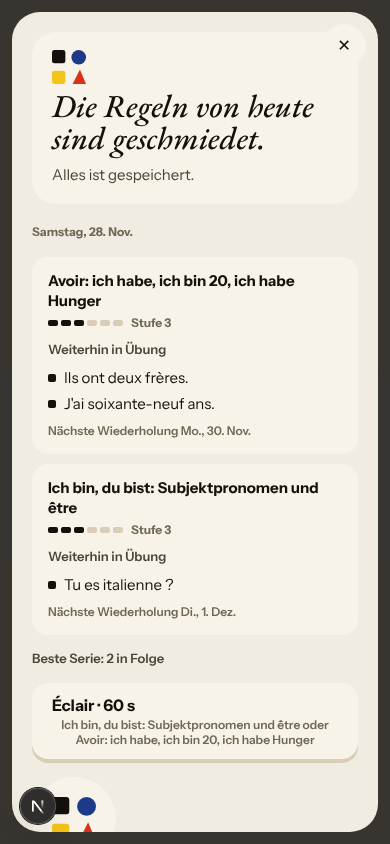 ×
Die Regeln von heute
sind geschmiedet.
Alles ist gespeichert.
Samstag, 28. Nov.
Avoir: ich habe, ich bin 20, ich habe
Hunger
Stufe 3
Weiterhin in Übung
Ils ont deux frères.
J'ai soixante-neuf ans.
Nächste Wiederholung Mo., 30. Nov.
Ich bin, du bist: Subjektpronomen und
être
Stufe 3
Weiterhin in Übung
Tu es italienne ?
Nächste Wiederholung Di., 1. Dez.
Beste Serie: 2 in Folge
Éclair · 60 s
Ich bin, du bist: Subjektpronomen und être oder
Avoir: ich habe, ich bin 20, ich habe Hunger
N